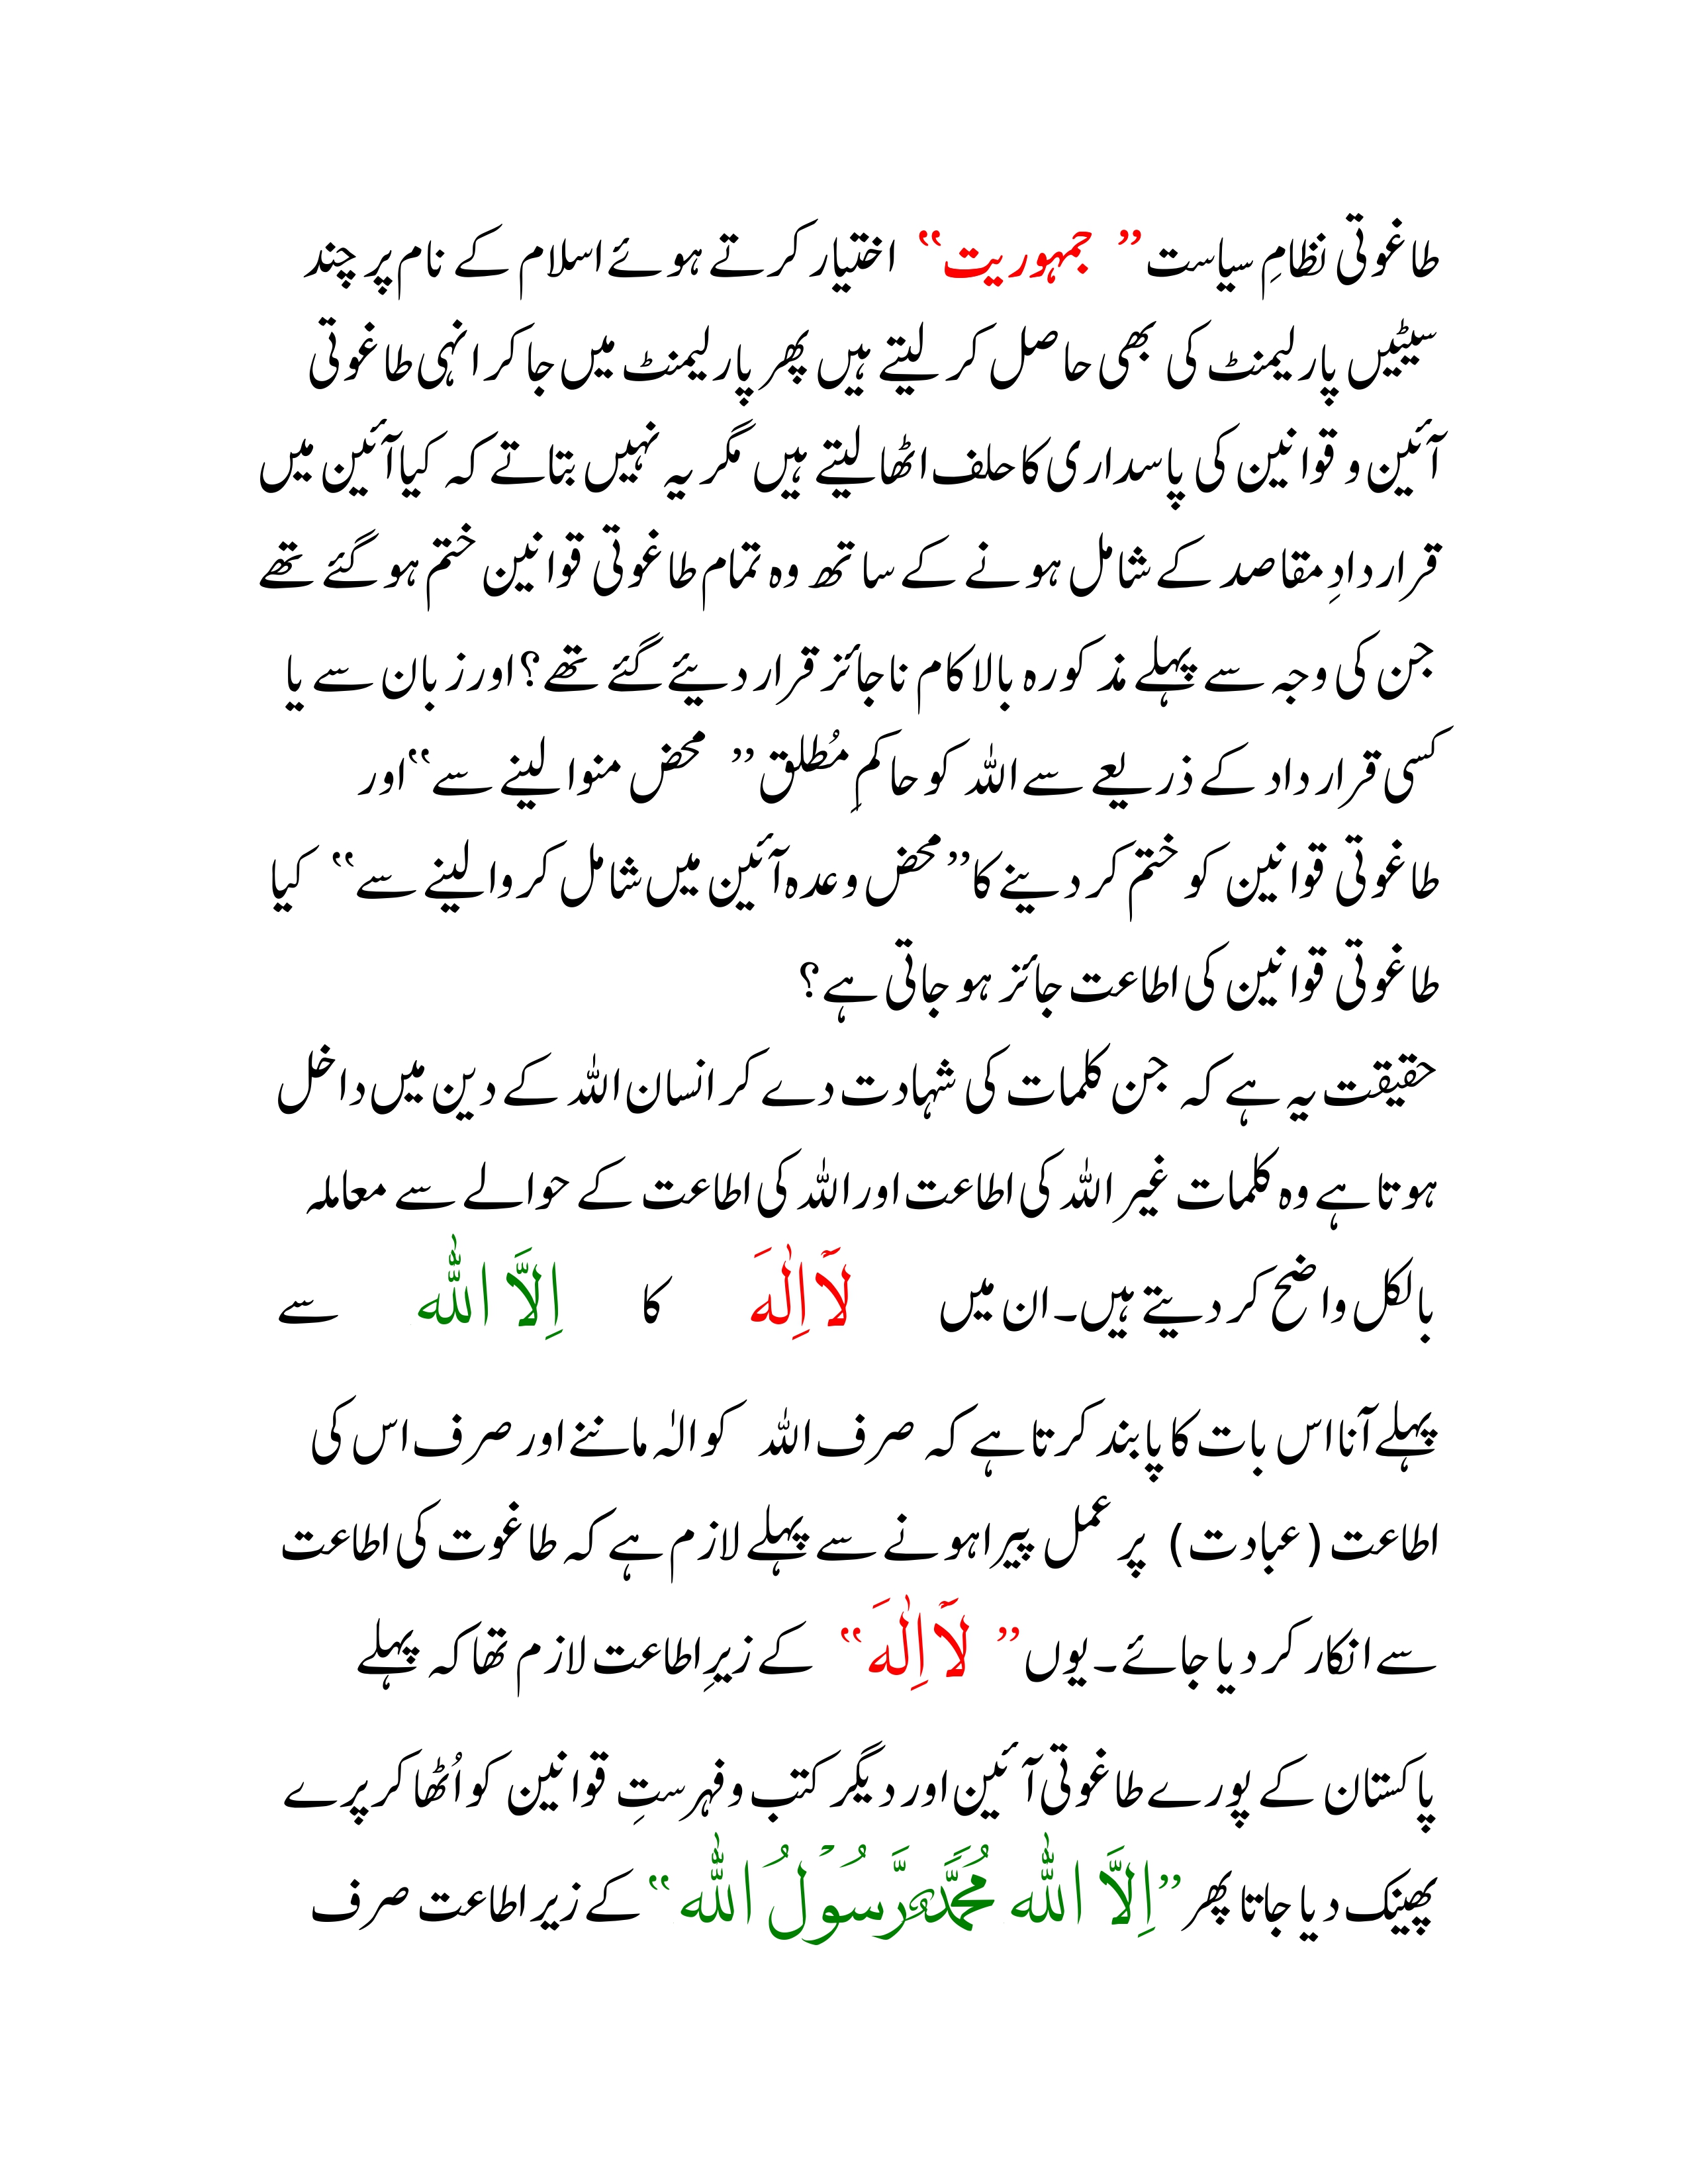 طاغوتی نظامِ سیاست ”جمہوریت“ اختیار کرتے ہوئے اسلام کے نام پر چند
سیٹیں پارلیمنٹ کی بھی حاصل کر لیتے ہیں پھر پارلیمنٹ میں جا کر انہی طاغوتی
آئین و قوانین کی پاسداری کا حلف اٹھا لیتے ہیں مگر یہ نہیں بتاتے کہ کیا آئین میں
قراردادِ مقاصد کے شامل ہونے کے ساتھ وہ تمام طاغوتی قوانین ختم ہو گئے تھے
جن کی وجہ سے پہلے مذکورہ بالا کام ناجائز قرار دیئے گئے تھے؟ اور زبان سے یا
کسی قرارداد کے ذریعے سے اللہ کو حاکمِ مُطلق ”محض منوا لینے سے“ اور
طاغوتی قوانین کو ختم کر دینے کا ”محض وعدہ آئین میں شامل کروا لینے سے“ کیا
طاغوتی قوانین کی اطاعت جائز ہو جاتی ہے؟
حقیقت یہ ہے کہ جن کلمات کی شہادت دے کر انسان اللہ کے دین میں داخل
ہوتا ہے وہ کلمات غیر اللہ کی اطاعت اور اللہ کی اطاعت کے حوالے سے معاملہ
بالکل واضح کر دیتے ہیں۔ ان میں لَآ اِلٰهَ کا اِلَّا اللّٰه سے
پہلے آنا اس بات کا پابند کرتا ہے کہ صرف اللہ کو الٰہ ماننے اور صرف اس کی
اطاعت (عبادت) پر عمل پیرا ہونے سے پہلے لازم ہے کہ طاغوت کی اطاعت
سے انکار کر دیا جائے۔ یوں ”لَآ اِلٰهَ“ کے زیرِ اطاعت لازم تھا کہ پہلے
پاکستان کے پورے طاغوتی آئین اور دیگر کتب و فہرستِ قوانین کو اُٹھا کر پرے
پھینک دیا جاتا پھر ”اِلَّا اللّٰه مُحَمَّدٌ رَّسُوْلُ اللّٰه“ کے زیر اطاعت صرف